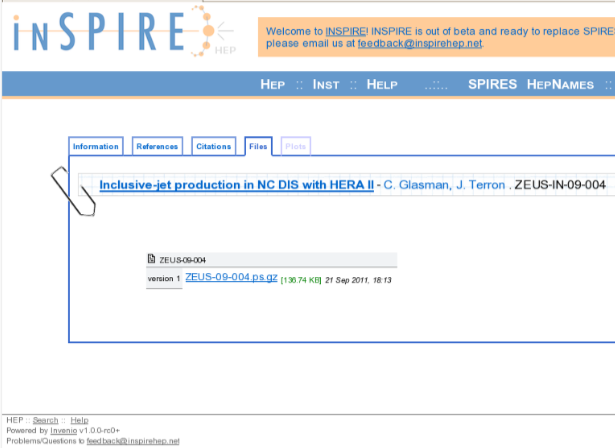 inSPIRE HEP
Welcome to INSPIRE! INSPIRE is out of beta and ready to replace SPIRES
please email us at feedback@inspirehep.net.
HEP :: INST :: HELP ...::... SPIRES HEPNAMES ::
Information References Citations Files Plots
Inclusive-jet production in NC DIS with HERA II - C. Glasman, J. Terron . ZEUS-IN-09-004
ZEUS-09-004
version 1 ZEUS-09-004.ps.gz [136.74 KB] 21 Sep 2011, 18:13
HEP :: Search :: Help
Powered by Invenio v1.0.0-rc0+
Problems/Questions to feedback@inspirehep.net